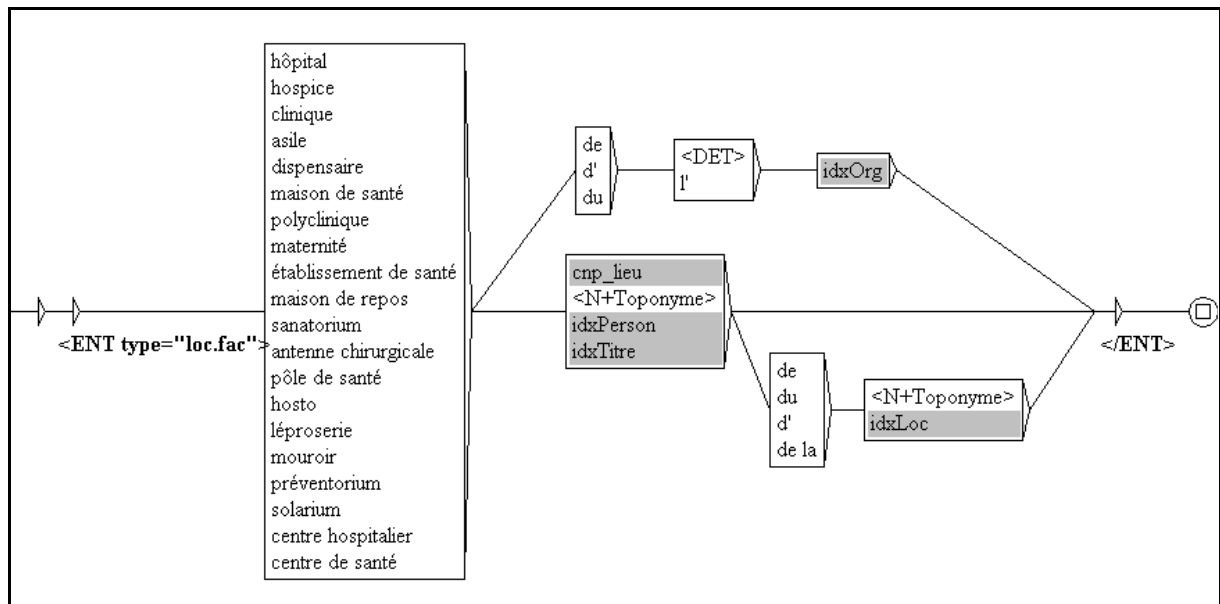 <ENT type="loc.fac">
hôpital
hospice
clinique
asile
dispensaire
maison de santé
polyclinique
maternité
établissement de santé
maison de repos
sanatorium
antenne chirurgicale
pôle de santé
hosto
léproserie
mouroir
préventorium
solarium
centre hospitalier
centre de santé
de
d'
du
<DET>
l'
idxOrg
cnp_lieu
<N+Toponyme>
idxPerson
idxTitre
de
du
d'
de la
<N+Toponyme>
idxLoc
</ENT>